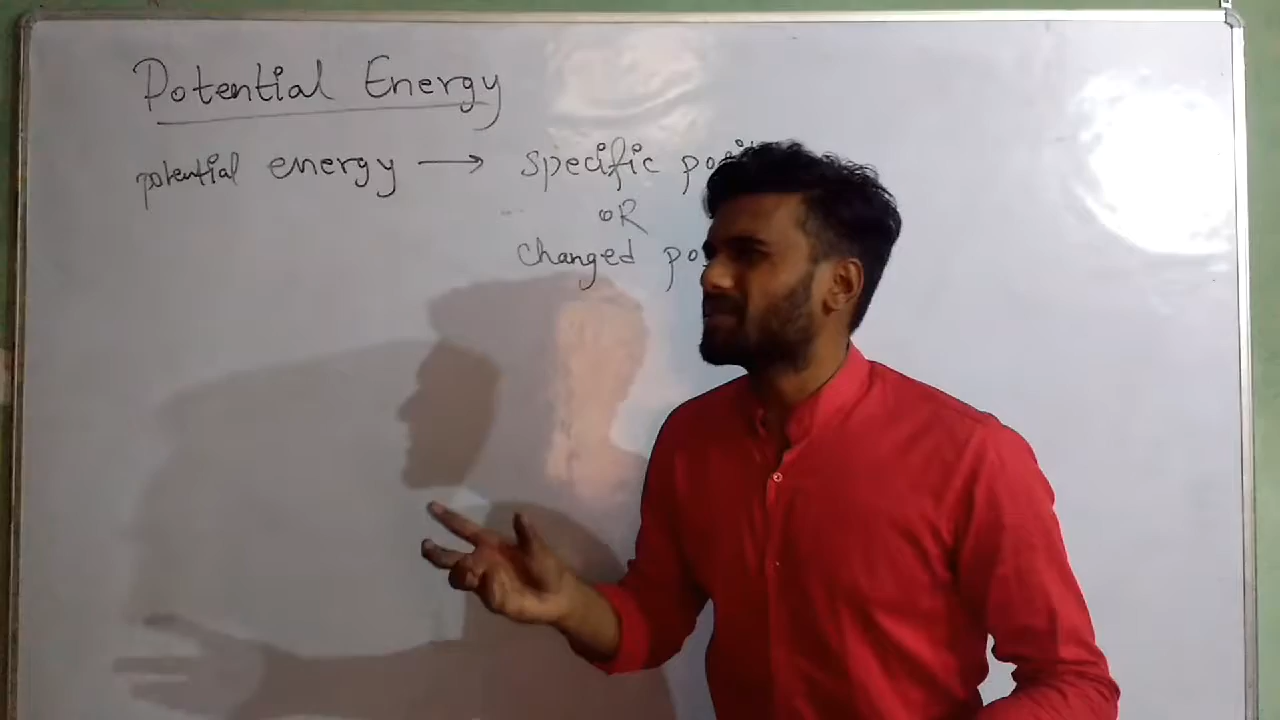 Potential Energy
potential energy → specific
OR
Changed